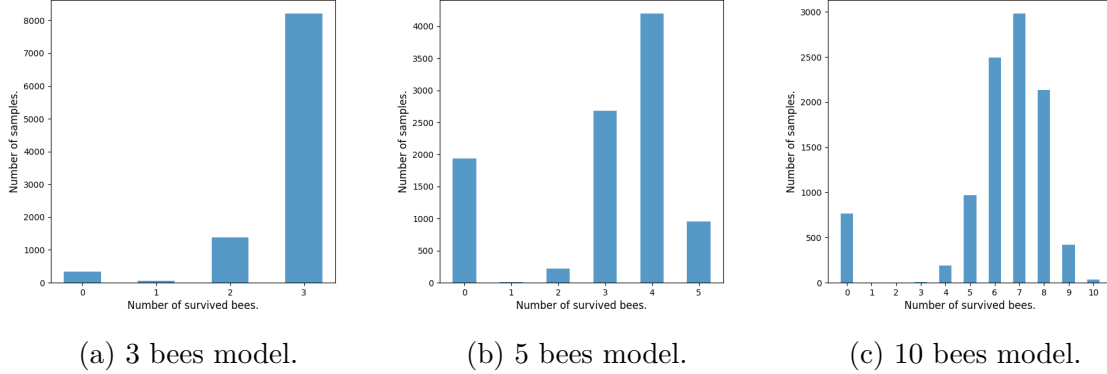 8000
7000
6000
5000
4000
3000
2000
1000
0
Number of samples.
0 1 2 3
Number of survived bees.
(a) 3 bees model.
4000
3500
3000
2500
2000
1500
1000
500
0
Number of samples.
0 1 2 3 4 5
Number of survived bees.
(b) 5 bees model.
3000
2500
2000
1500
1000
500
0
Number of samples.
0 1 2 3 4 5 6 7 8 9 10
Number of survived bees.
(c) 10 bees model.